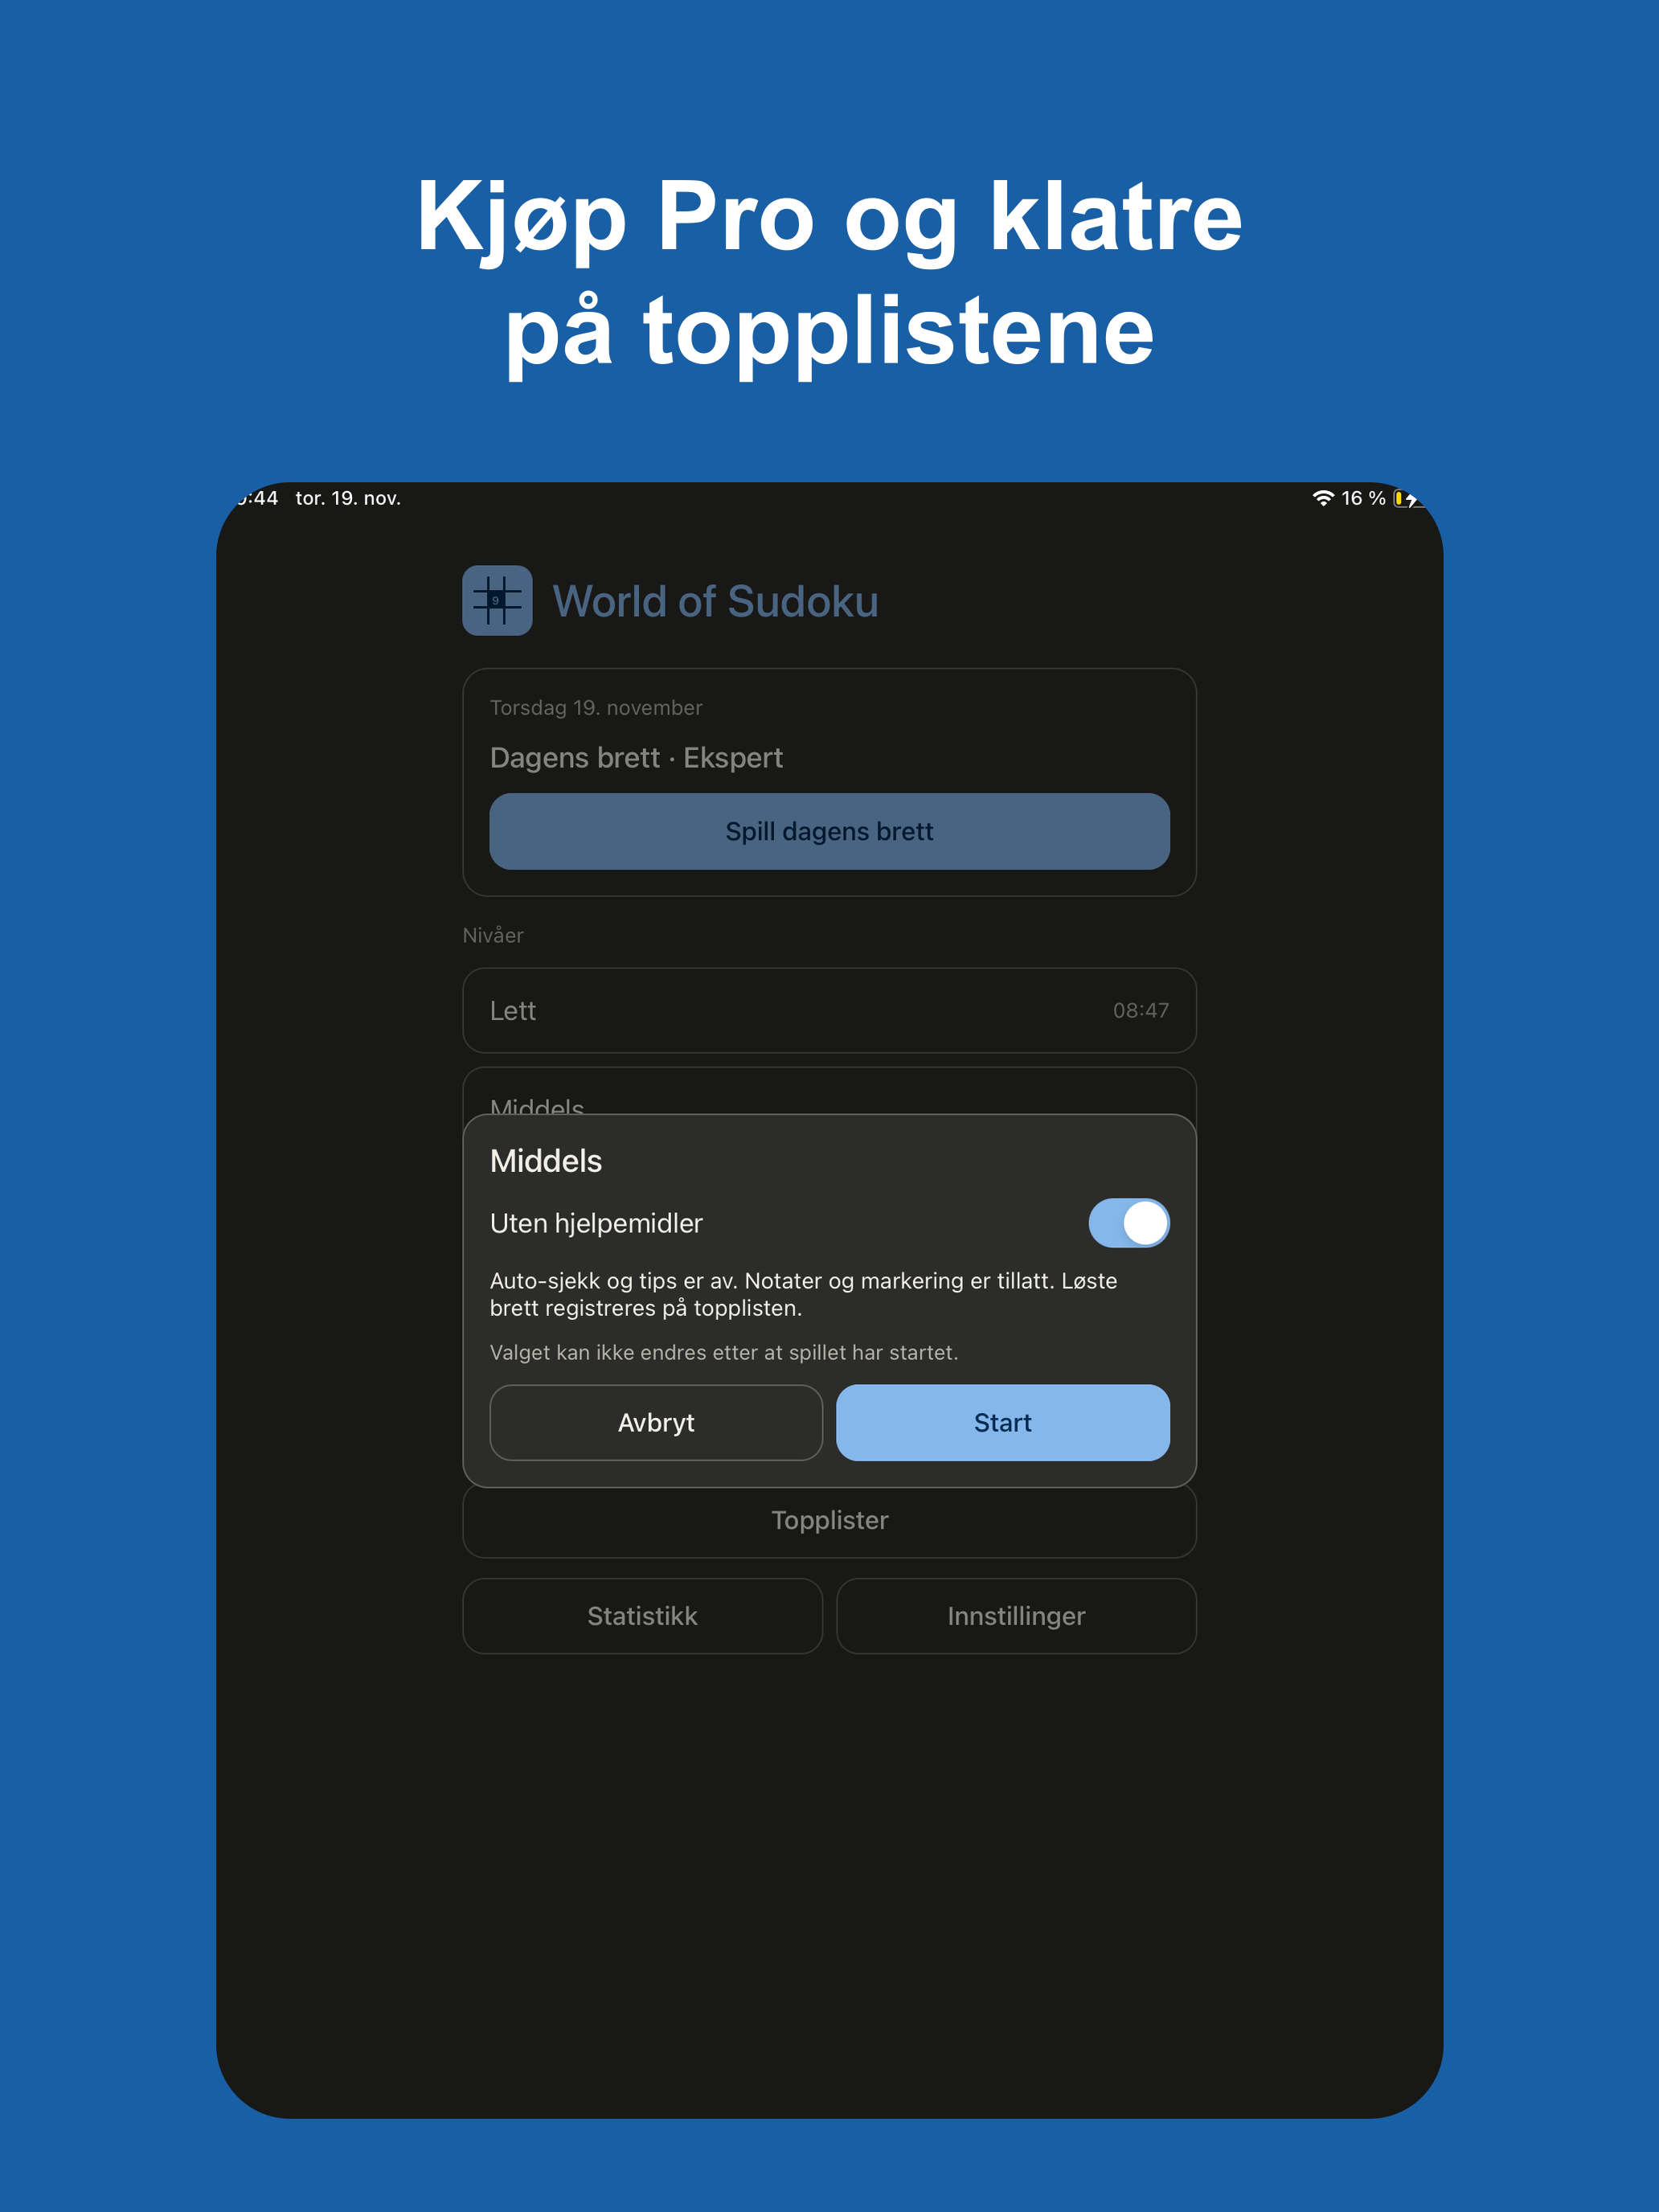 Kjøp Pro og klatre
på topplistene
:44 tor. 19. nov.
16 %
9
World of Sudoku
Torsdag 19. november
Dagens brett · Ekspert
Spill dagens brett
Nivåer
Lett
08:47
Middels
Middels
Uten hjelpemidler
Auto-sjekk og tips er av. Notater og markering er tillatt. Løste
brett registreres på topplisten.
Valget kan ikke endres etter at spillet har startet.
Avbryt
Start
Topplister
Statistikk
Innstillinger